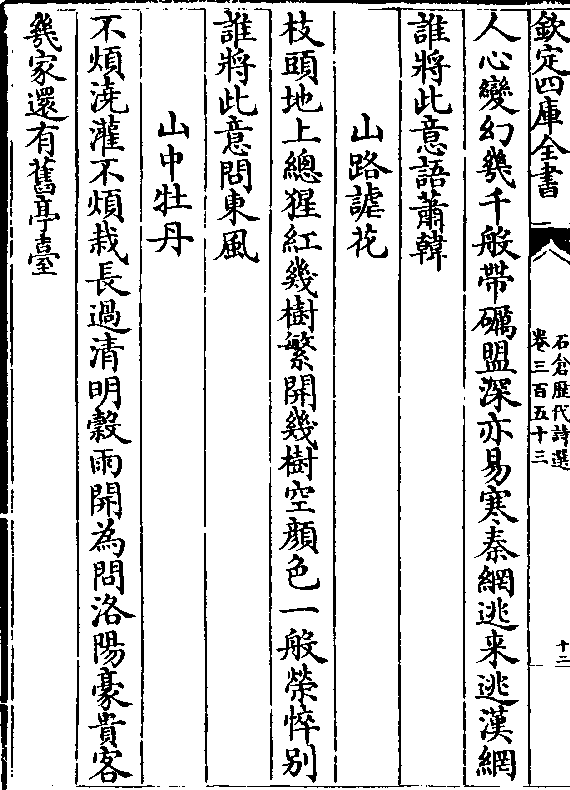 欽定四庫全書
石倉歷代詩選
卷三百五十三
十三
人心變幻幾千般帶礪盟深亦易寒秦網逃来逃漢網
誰將此意語蕭韓
山路謔花
枝頭地上總猩紅幾樹繁開幾樹空顔色一般榮悴别
誰將此意問東風
山中牡丹
不煩澆灌不煩栽長過清明穀雨開為問洛陽豪貴客
幾家還有舊亭臺